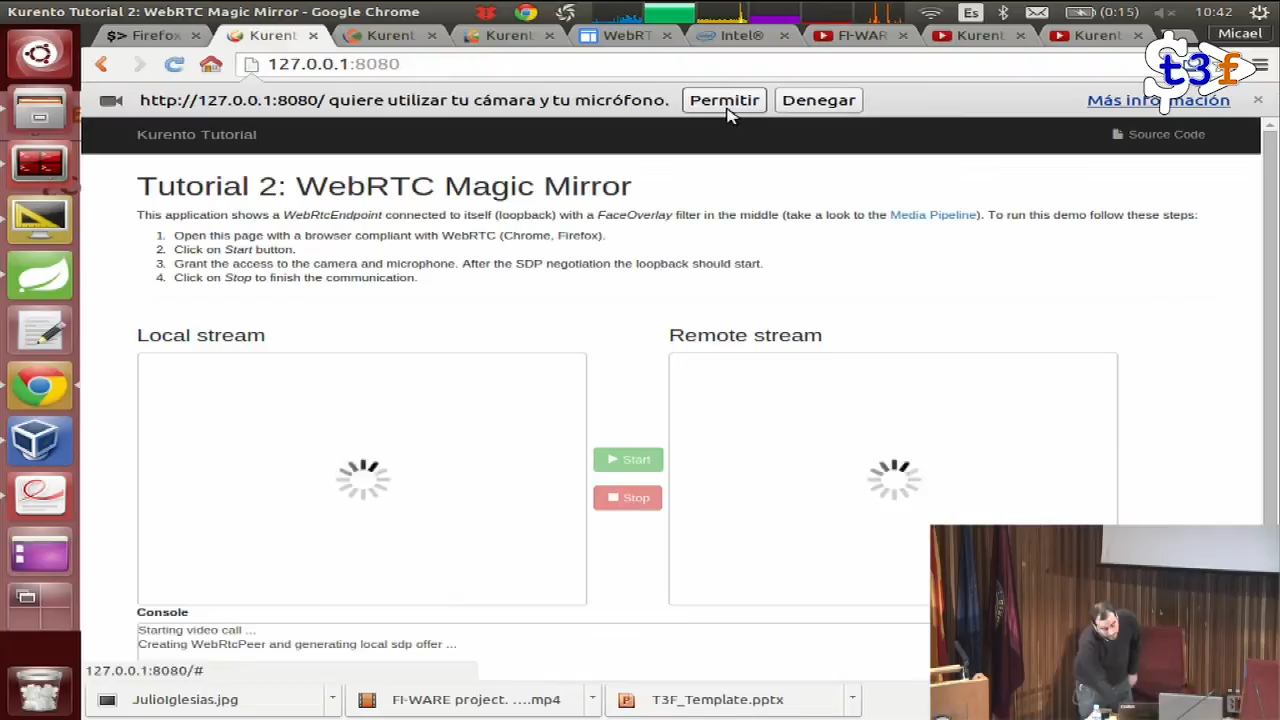 Kurento Tutorial 2: WebRTC Magic Mirror - Google Chrome
Es
(0:15)
10:42
Firefox
Kurent
Kurent
Kurent
WebRT
Intel®
FI-WAR
Kurent
Kurent
Micael
127.0.0.1:8080
t3f
http://127.0.0.1:8080/ quiere utilizar tu cámara y tu micrófono.
Permitir
Denegar
Más información
Kurento Tutorial
Source Code
Tutorial 2: WebRTC Magic Mirror
This application shows a WebRtcEndpoint connected to itself (loopback) with a FaceOverlay filter in the middle (take a look to the Media Pipeline). To run this demo follow these steps:
1. Open this page with a browser compliant with WebRTC (Chrome, Firefox).
2. Click on Start button.
3. Grant the access to the camera and microphone. After the SDP negotiation the loopback should start.
4. Click on Stop to finish the communication.
Local stream
Remote stream
Start
Stop
Console
Starting video call ...
Creating WebRtcPeer and generating local sdp offer ...
127.0.0.1:8080/#
JulioIglesias.jpg
FI-WARE project. ....mp4
T3F_Template.pptx